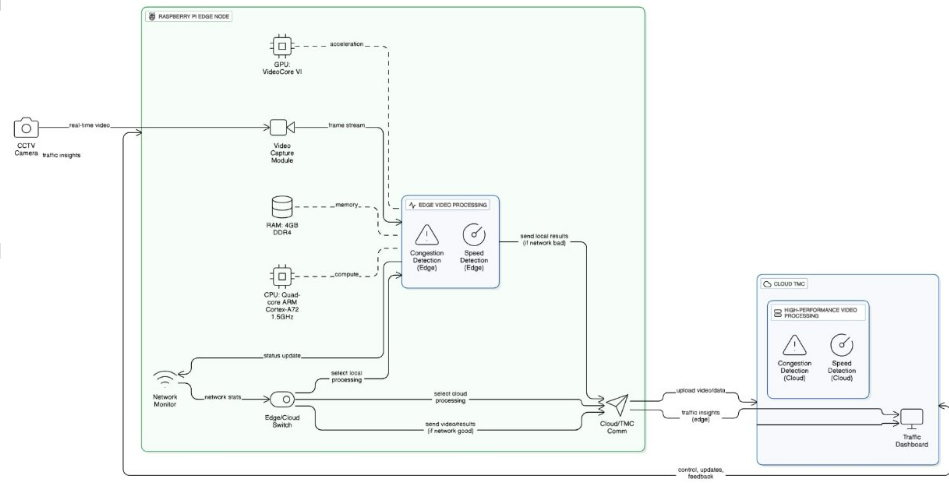 RASPBERRY PI EDGE NODE
acceleration
GPU:
VideoCore VI
real-time video
frame stream
CCTV
Camera
traffic insights
Video
Capture
Module
memory
RAM: 4GB
DDR4
EDGE VIDEO PROCESSING
Congestion
Detection
(Edge)
Speed
Detection
(Edge)
send local results
(if network bad)
compute
CPU: Quad-
core ARM
Cortex-A72
1.5GHz
CLOUD TMC
HIGH-PERFORMANCE VIDEO
PROCESSING
Congestion
Detection
(Cloud)
Speed
Detection
(Cloud)
status update
select local
processing
Network
Monitor
network stats
Edge/Cloud
Switch
select cloud
processing
send video/results
(if network good)
Cloud/TMC
Comm
upload video/data
traffic insights
(edge)
Traffic
Dashboard
control, updates,
feedback